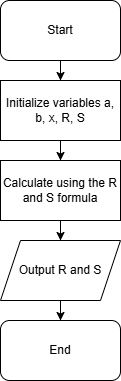 Start
Initialize variables a,
b, x, R, S
Calculate using the R
and S formula
Output R and S
End